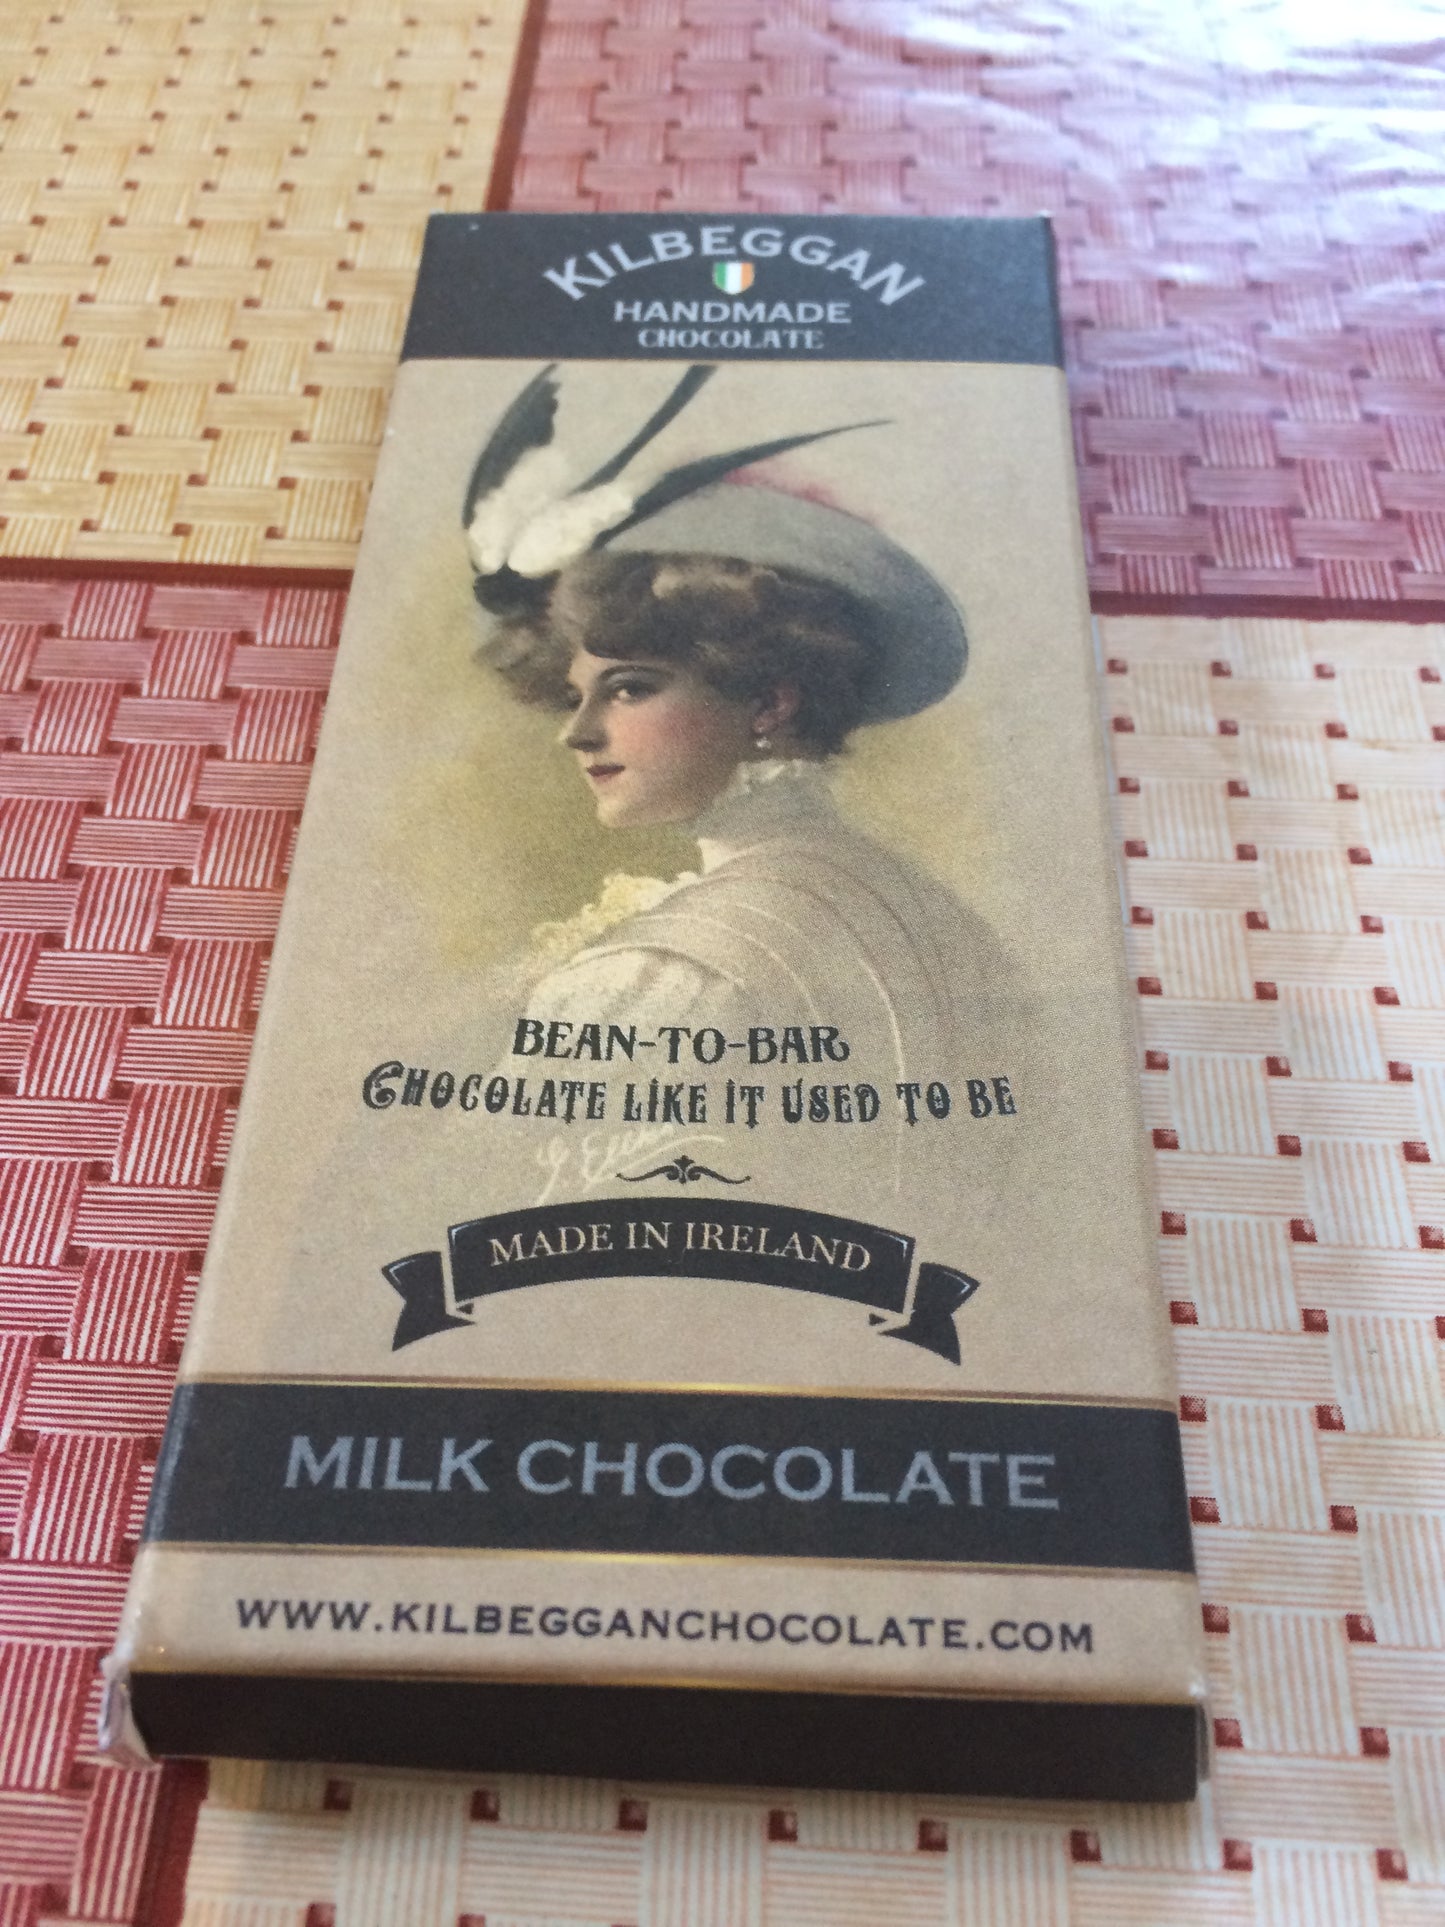 KILBEGGAN
HANDMADE
CHOCOLATE
BEAN-TO-BAR
CHOCOLATE LIKE IT USED TO BE
MADE IN IRELAND
MILK CHOCOLATE
WWW.KILBEGGANCHOCOLATE.COM